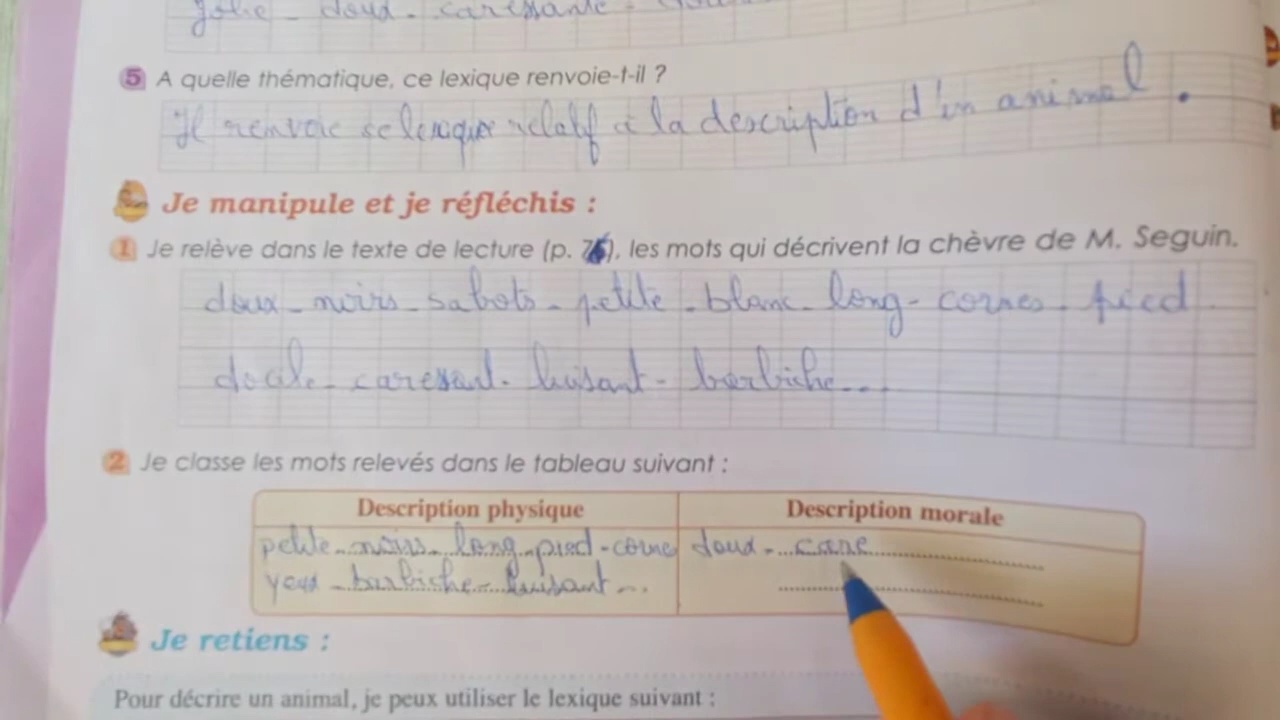 jolie - doux - caressante -
5 A quelle thématique, ce lexique renvoie-t-il ?
Il renvoie se lexique relatif à la description d'un animal .
Je manipule et je réfléchis :
1 Je relève dans le texte de lecture (p. 76), les mots qui décrivent la chèvre de M. Seguin.
doux - noirs - sabots - petite - blanc - long - cornes - pied
docile - caressant - luisant - barbiche ...
2 Je classe les mots relevés dans le tableau suivant :
Description physique Description morale
petite - noirs - long - pied - corne doux - care
yeux - barbiche - luisant - ..
Je retiens :
Pour décrire un animal, je peux utiliser le lexique suivant :